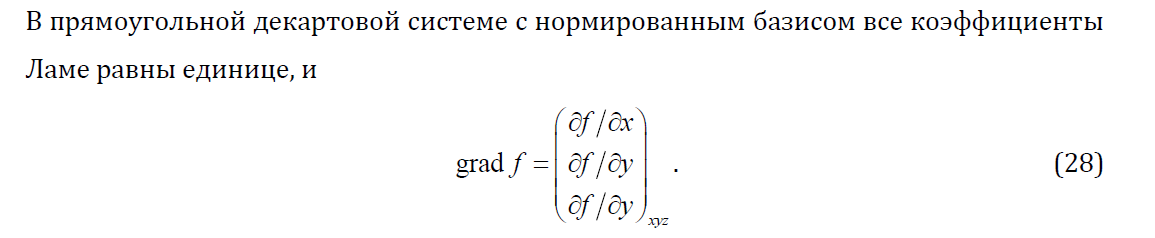 В прямоугольной декартовой системе с нормированным базисом все коэффициенты
Ламе равны единице, и
∂f/∂x
grad f = ∂f/∂y . (28)
∂f/∂y
xyz